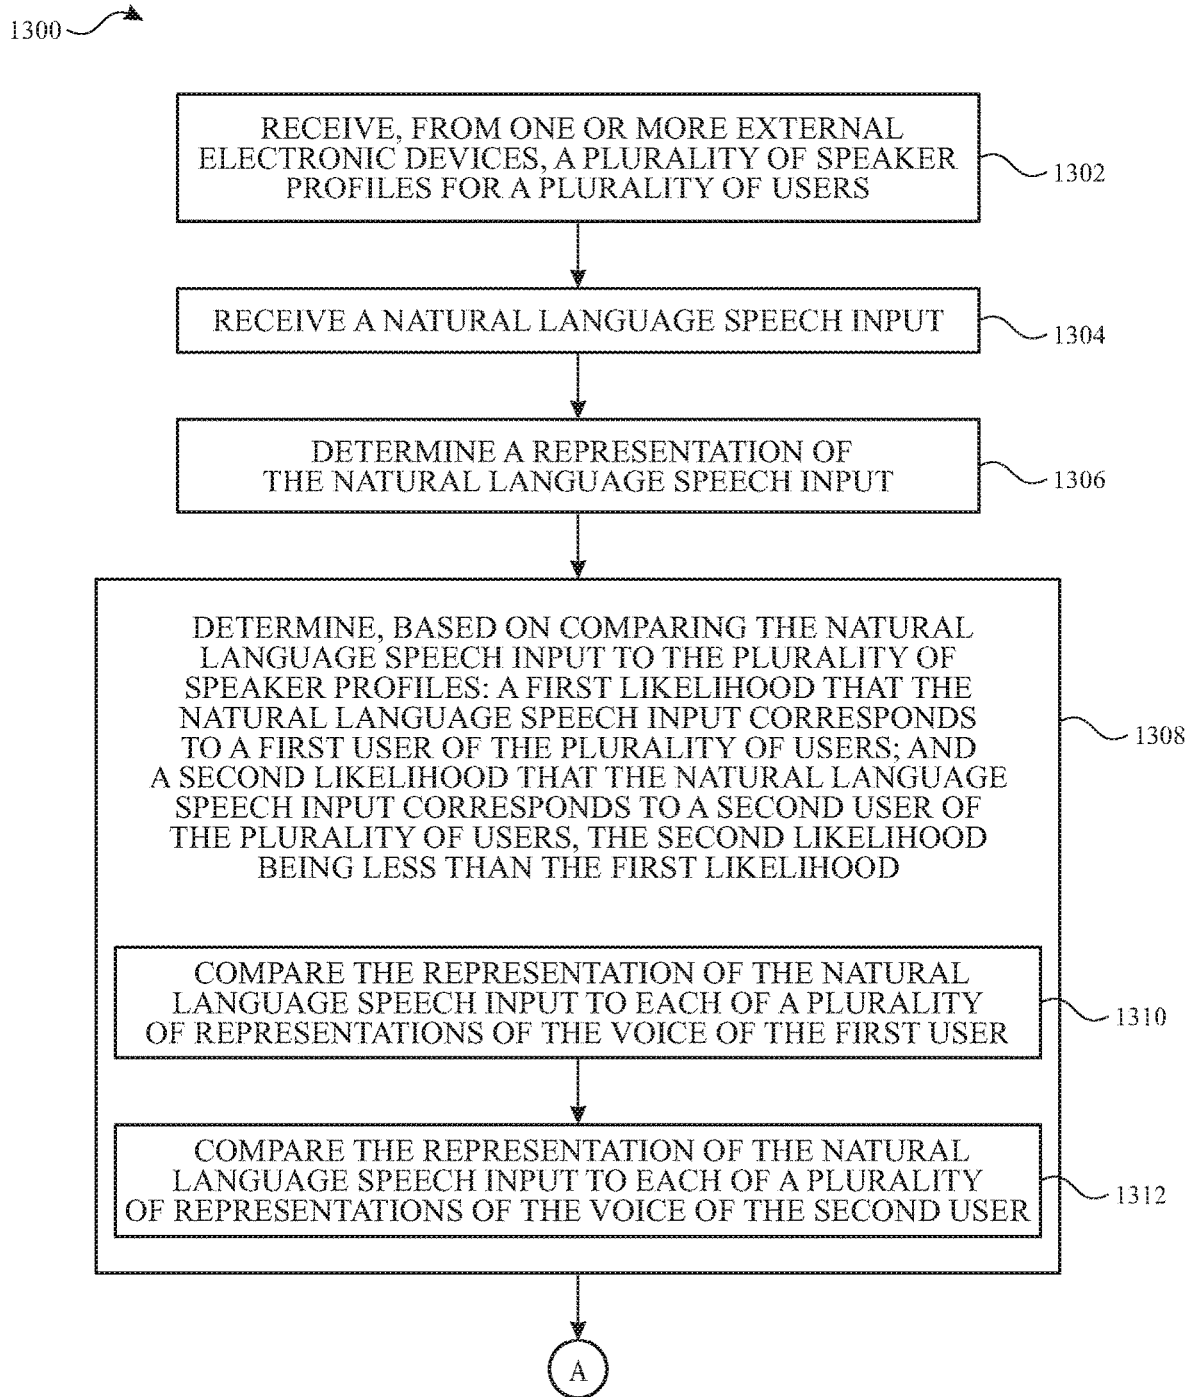 1300
RECEIVE, FROM ONE OR MORE EXTERNAL
ELECTRONIC DEVICES, A PLURALITY OF SPEAKER
PROFILES FOR A PLURALITY OF USERS
1302
RECEIVE A NATURAL LANGUAGE SPEECH INPUT
1304
DETERMINE A REPRESENTATION OF
THE NATURAL LANGUAGE SPEECH INPUT
1306
DETERMINE, BASED ON COMPARING THE NATURAL
LANGUAGE SPEECH INPUT TO THE PLURALITY OF
SPEAKER PROFILES: A FIRST LIKELIHOOD THAT THE
NATURAL LANGUAGE SPEECH INPUT CORRESPONDS
TO A FIRST USER OF THE PLURALITY OF USERS; AND
A SECOND LIKELIHOOD THAT THE NATURAL LANGUAGE
SPEECH INPUT CORRESPONDS TO A SECOND USER OF
THE PLURALITY OF USERS, THE SECOND LIKELIHOOD
BEING LESS THAN THE FIRST LIKELIHOOD
1308
COMPARE THE REPRESENTATION OF THE NATURAL
LANGUAGE SPEECH INPUT TO EACH OF A PLURALITY
OF REPRESENTATIONS OF THE VOICE OF THE FIRST USER
1310
COMPARE THE REPRESENTATION OF THE NATURAL
LANGUAGE SPEECH INPUT TO EACH OF A PLURALITY
OF REPRESENTATIONS OF THE VOICE OF THE SECOND USER
1312
A